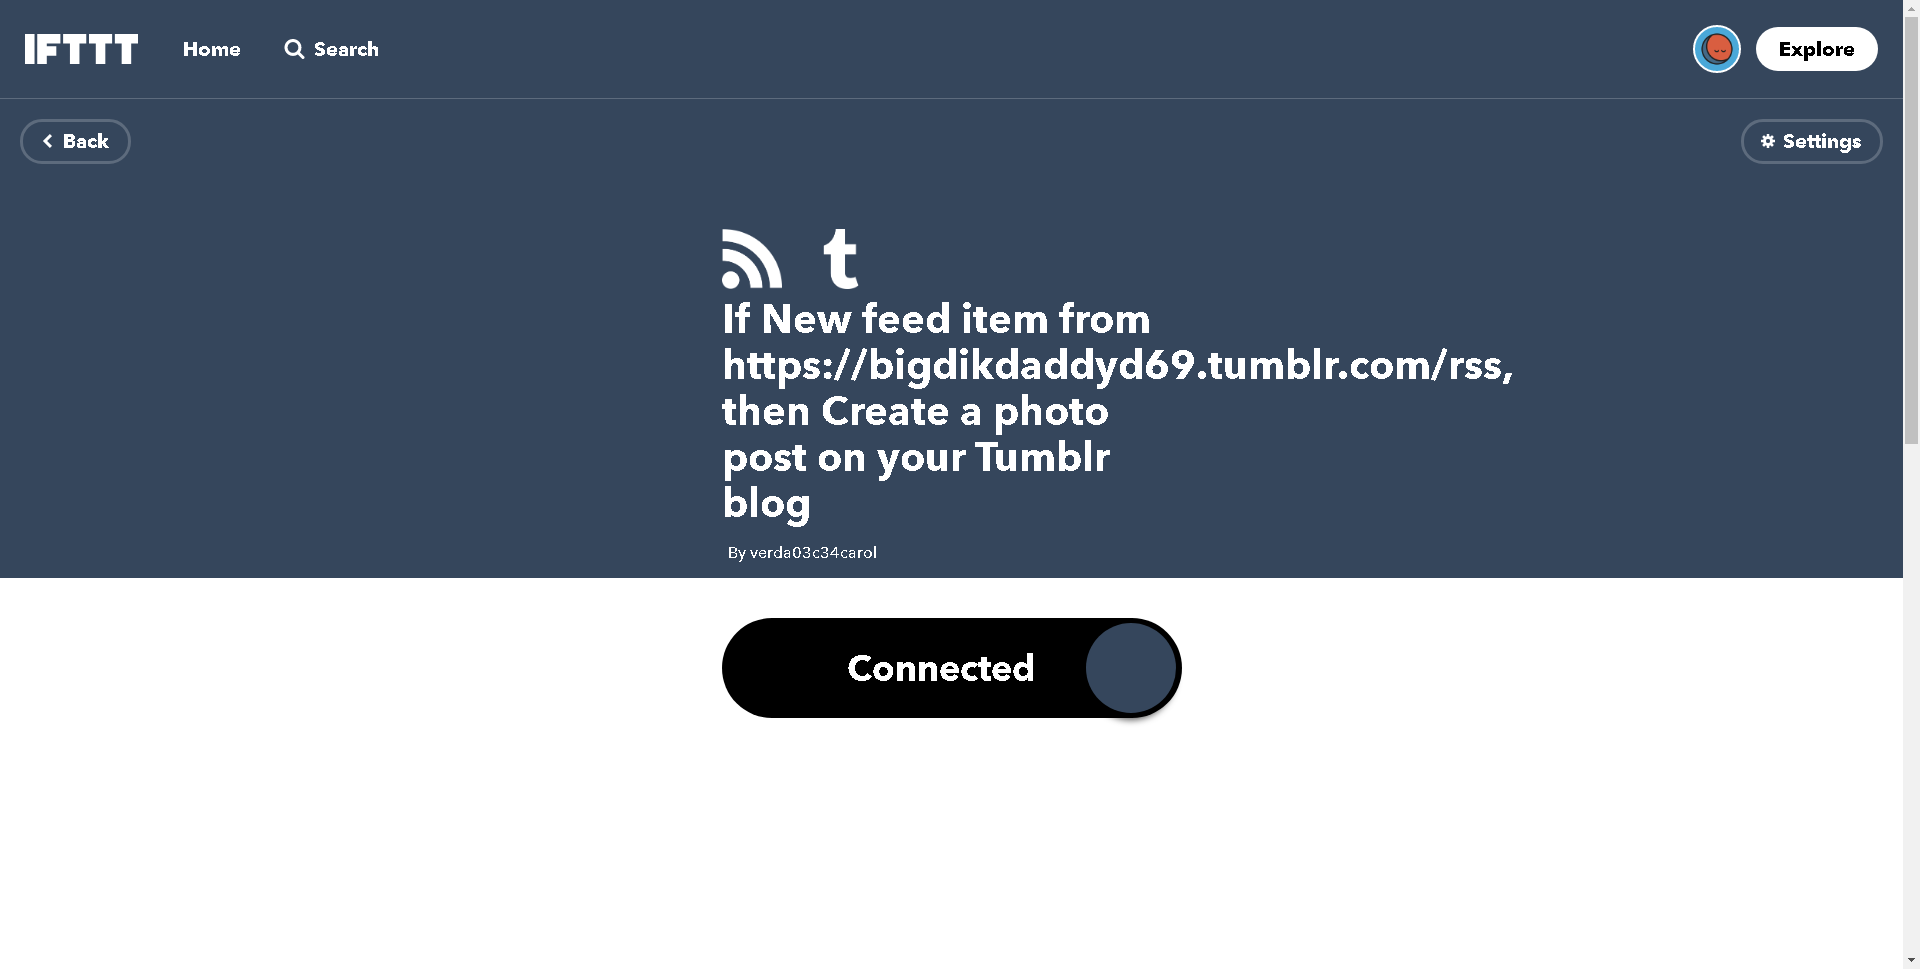 IFTTT Home Search Explore
Back Settings
If New feed item from
https://bigdikdaddyd69.tumblr.com/rss,
then Create a photo
post on your Tumblr
blog
By verda03c34carol
Connected